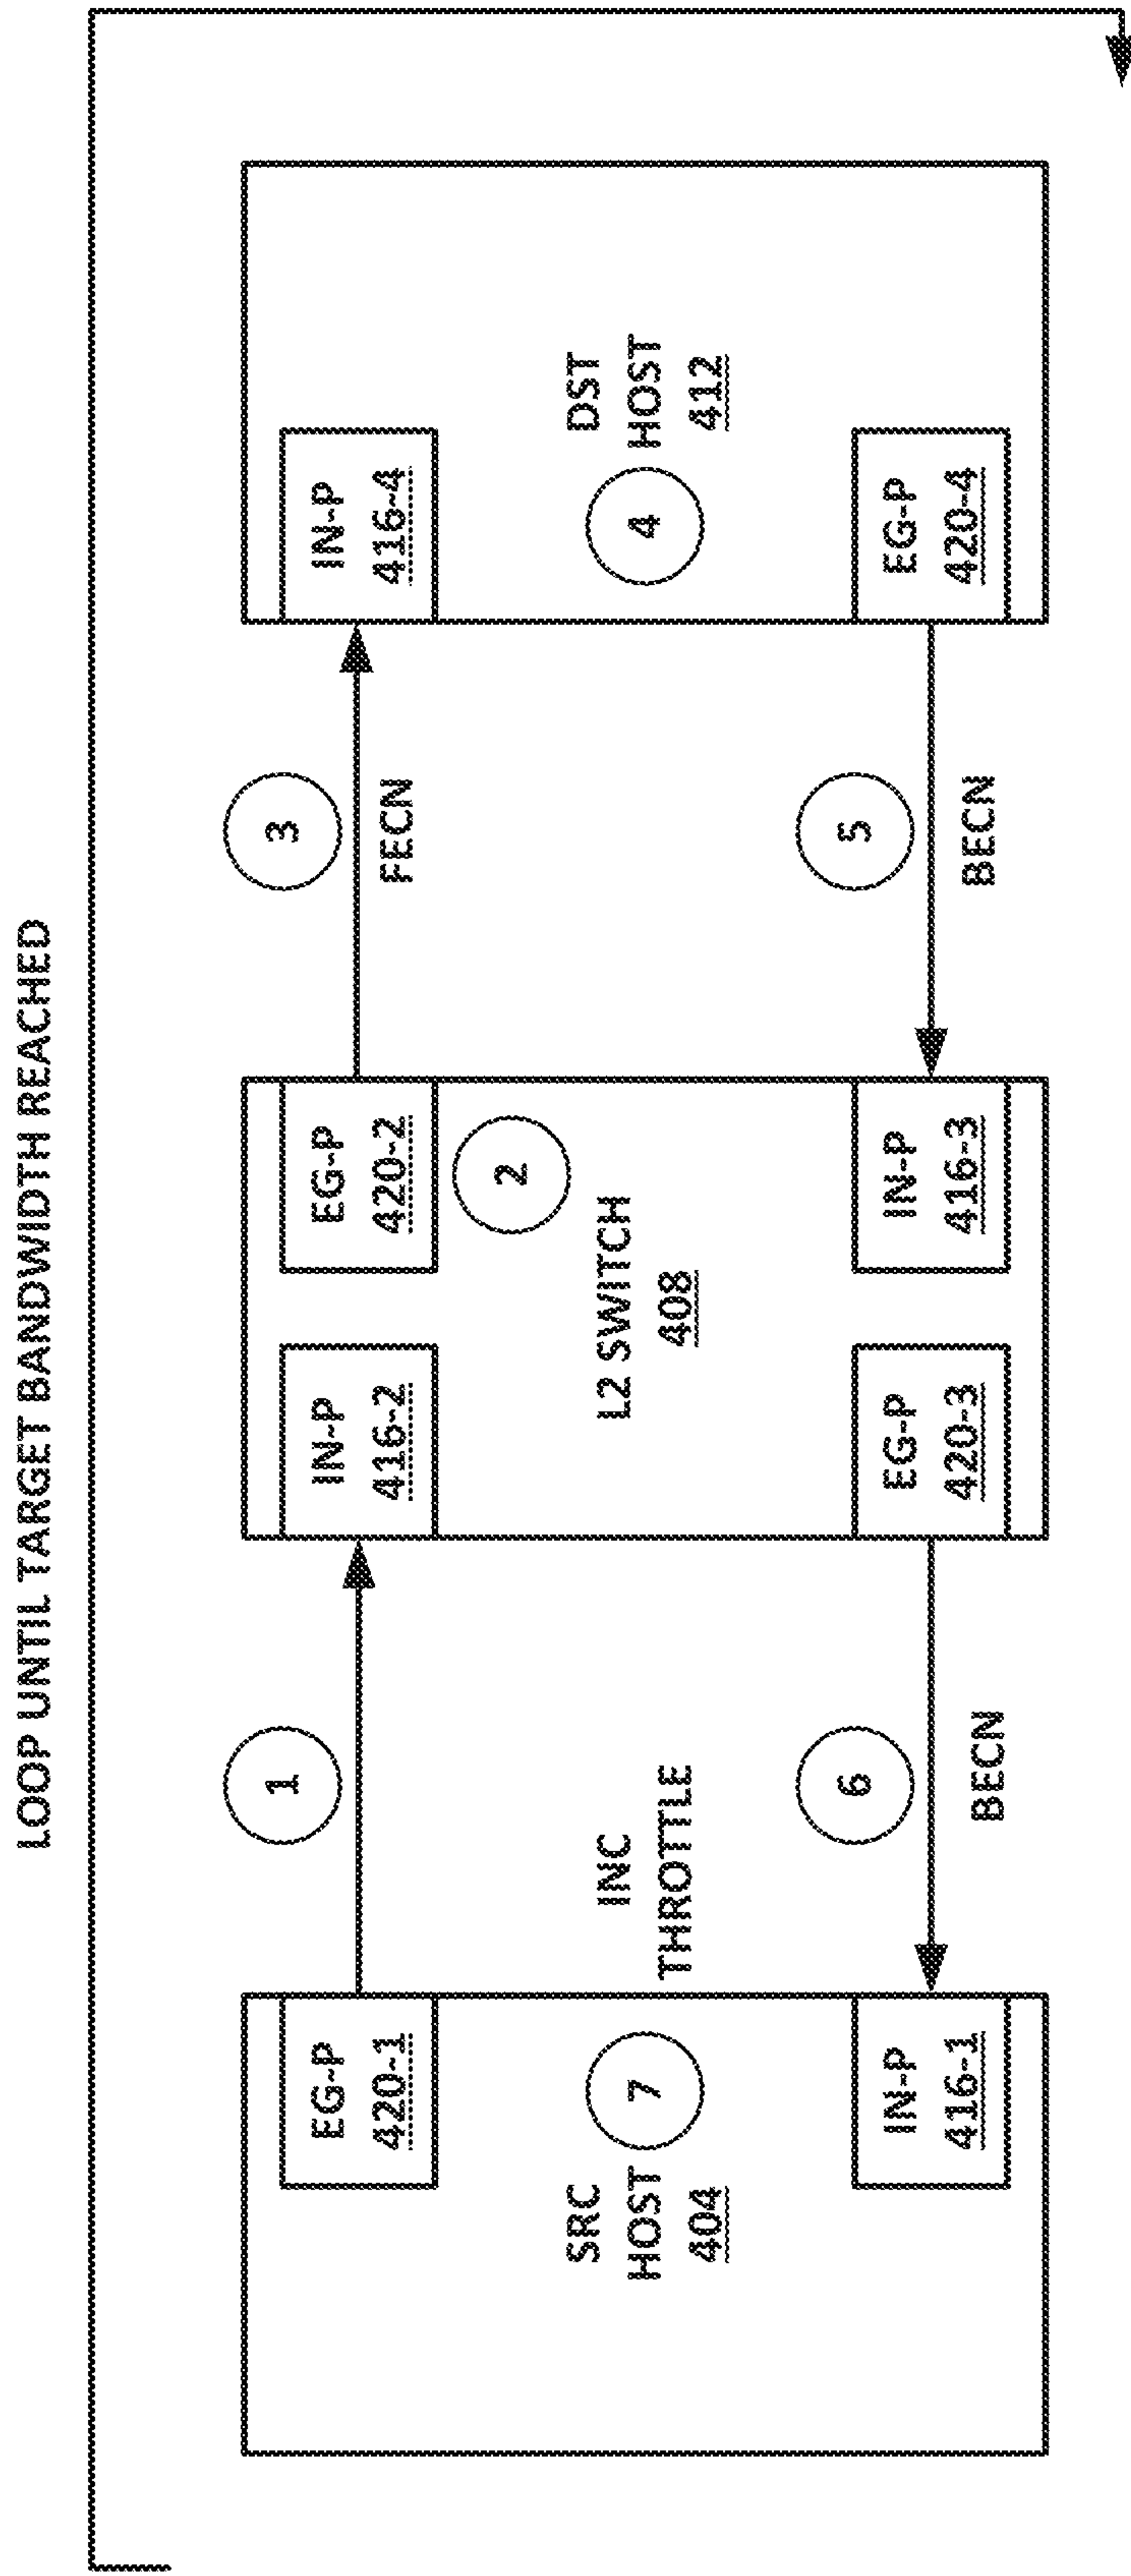 LOOP UNTIL TARGET BANDWIDTH REACHED
1
3
EG-P
420-1
IN-P
416-2
EG-P
420-2
IN-P
416-4
FECN
2
SRC
HOST
404
7
INC
THROTTLE
L2 SWITCH
408
4
DST
HOST
412
6
5
IN-P
416-1
EG-P
420-3
IN-P
416-3
EG-P
420-4
BECN
BECN